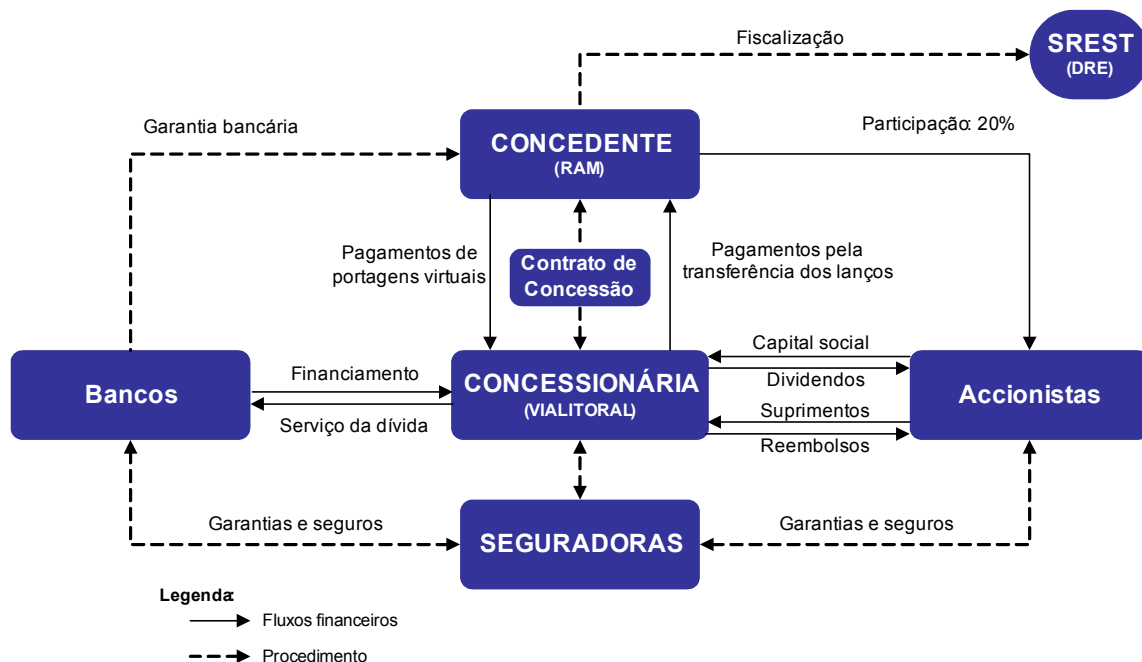 Fiscalização
SREST
(DRE)
Garantia bancária
CONCEDENTE
(RAM)
Participação: 20%
Pagamentos de
portagens virtuais
Contrato de
Concessão
Pagamentos pela
transferência dos lanços
Bancos
Financiamento
Serviço da dívida
CONCESSIONÁRIA
(VIALITORAL)
Capital social
Dividendos
Suprimentos
Reembolsos
Accionistas
Garantias e seguros
SEGURADORAS
Garantias e seguros
Legenda:
Fluxos financeiros
Procedimento